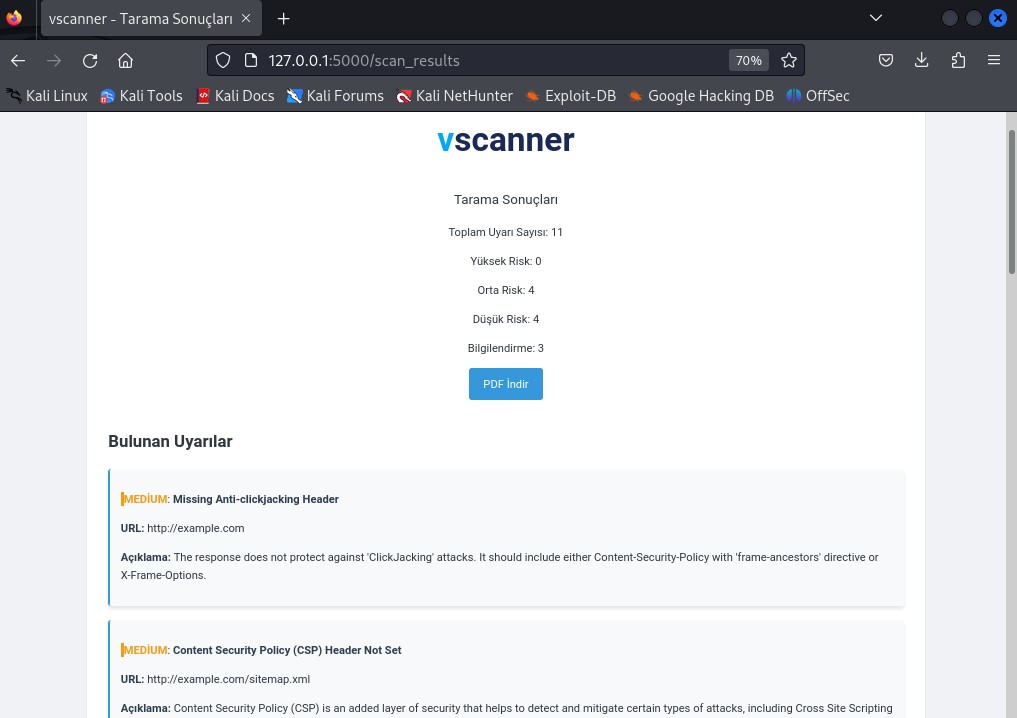 vscanner - Tarama Sonuçları
127.0.0.1:5000/scan_results
70%
Kali Linux Kali Tools Kali Docs Kali Forums Kali NetHunter Exploit-DB Google Hacking DB OffSec
vscanner
Tarama Sonuçları
Toplam Uyarı Sayısı: 11
Yüksek Risk: 0
Orta Risk: 4
Düşük Risk: 4
Bilgilendirme: 3
PDF İndir
Bulunan Uyarılar
MEDİUM: Missing Anti-clickjacking Header
URL: http://example.com
Açıklama: The response does not protect against 'ClickJacking' attacks. It should include either Content-Security-Policy with 'frame-ancestors' directive or
X-Frame-Options.
MEDİUM: Content Security Policy (CSP) Header Not Set
URL: http://example.com/sitemap.xml
Açıklama: Content Security Policy (CSP) is an added layer of security that helps to detect and mitigate certain types of attacks, including Cross Site Scripting